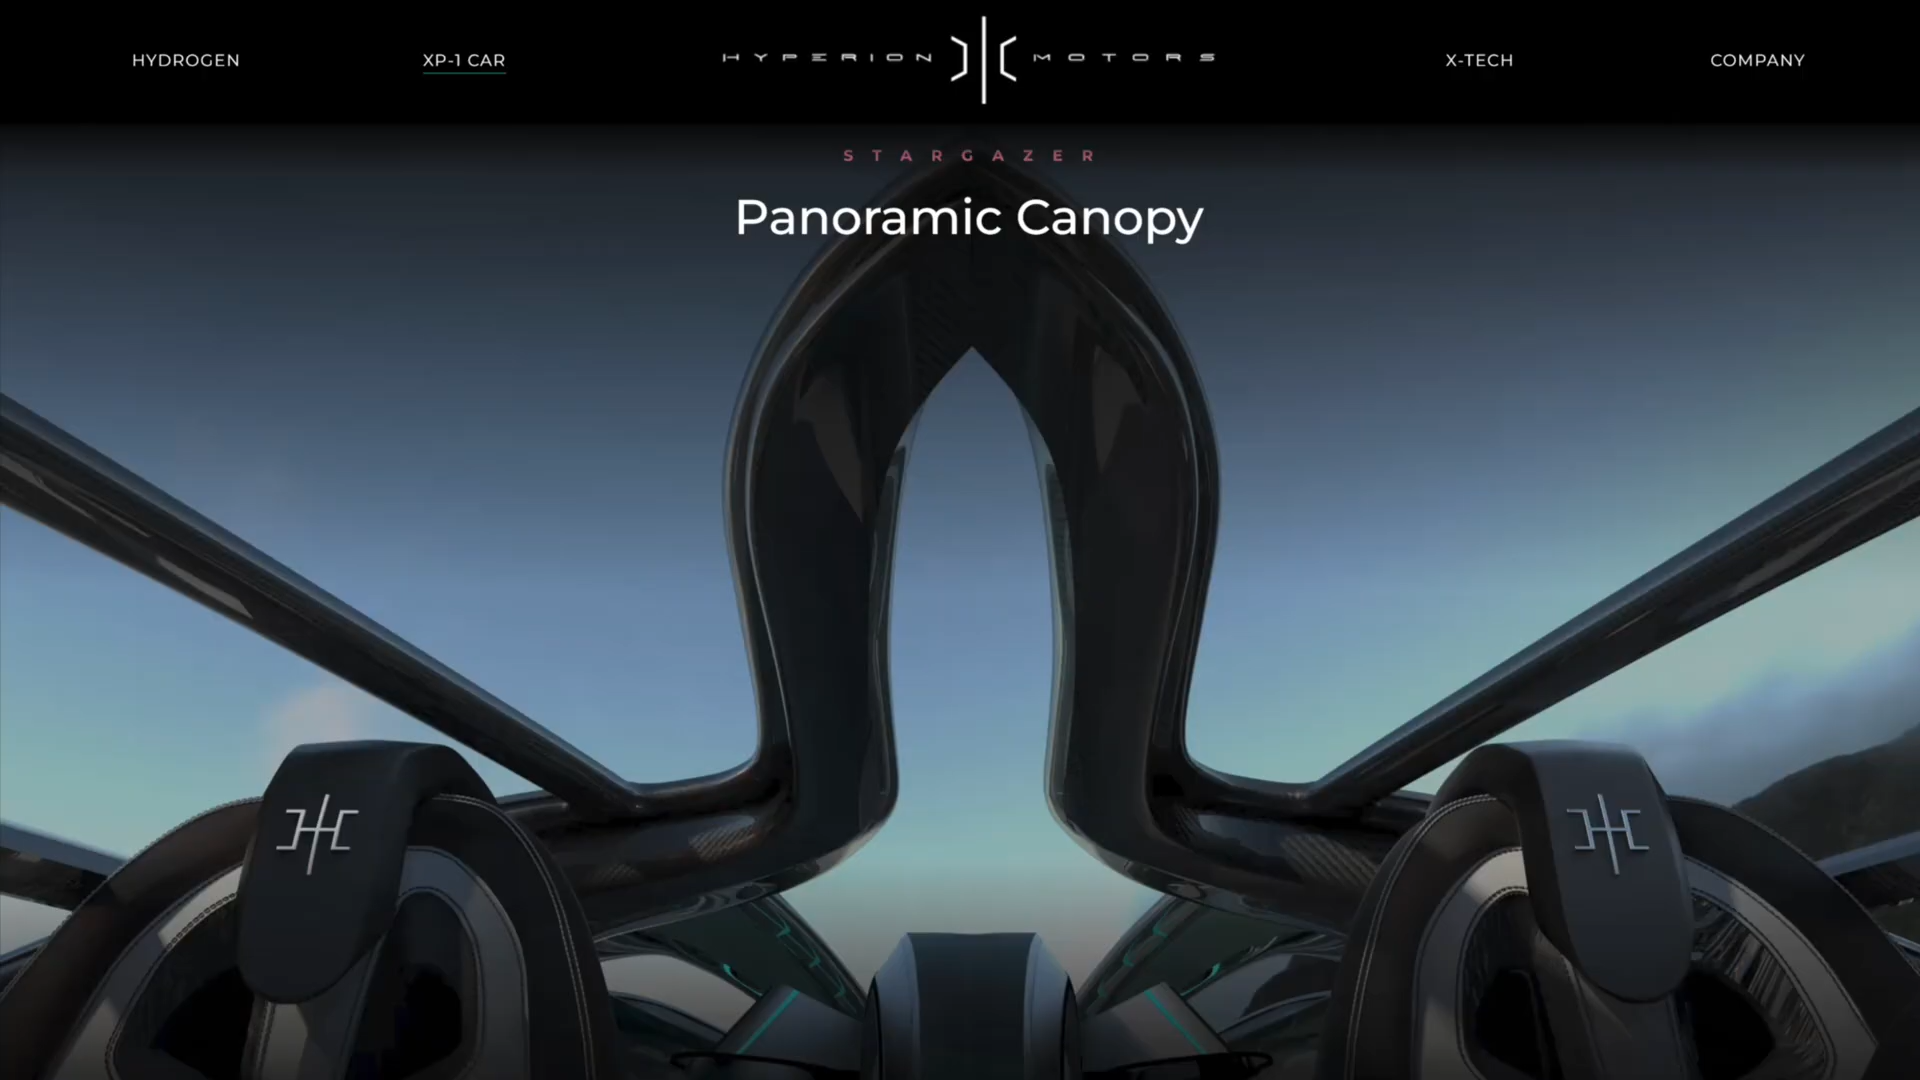 HYDROGEN XP-1 CAR HYPERION MOTORS X-TECH COMPANY
STARGAZER
Panoramic Canopy